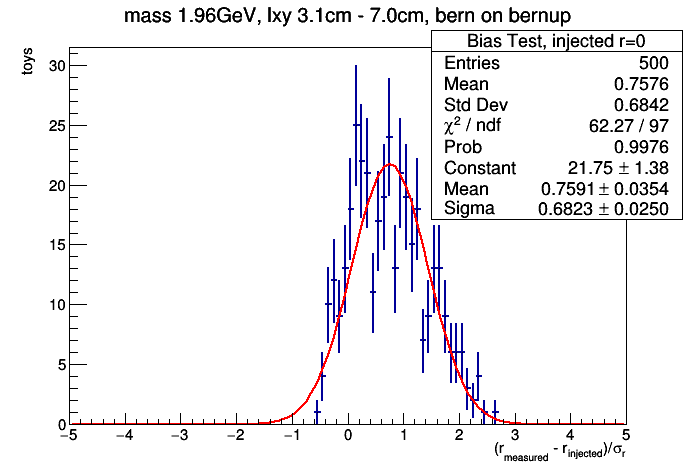 mass 1.96GeV, lxy 3.1cm - 7.0cm, bern on bernup
Bias Test, injected r=0
Entries 500
Mean 0.7576
Std Dev 0.6842
χ² / ndf 62.27 / 97
Prob 0.9976
Constant 21.75 ± 1.38
Mean 0.7591 ± 0.0354
Sigma 0.6823 ± 0.0250
toys
30
25
20
15
10
5
0
−5 −4 −3 −2 −1 0 1 2 3 4 5
(r_measured - r_injected)/σ_r